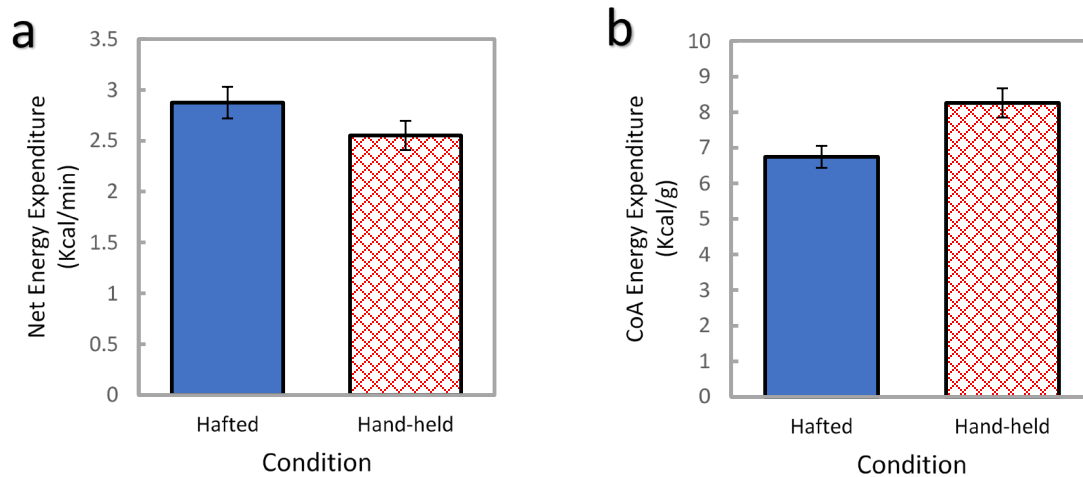 a
Net Energy Expenditure
(Kcal/min)
3.5
3
2.5
2
1.5
1
0.5
0
Hafted
Hand-held
Condition
b
CoA Energy Expenditure
(Kcal/g)
10
9
8
7
6
5
4
3
2
1
0
Hafted
Hand-held
Condition